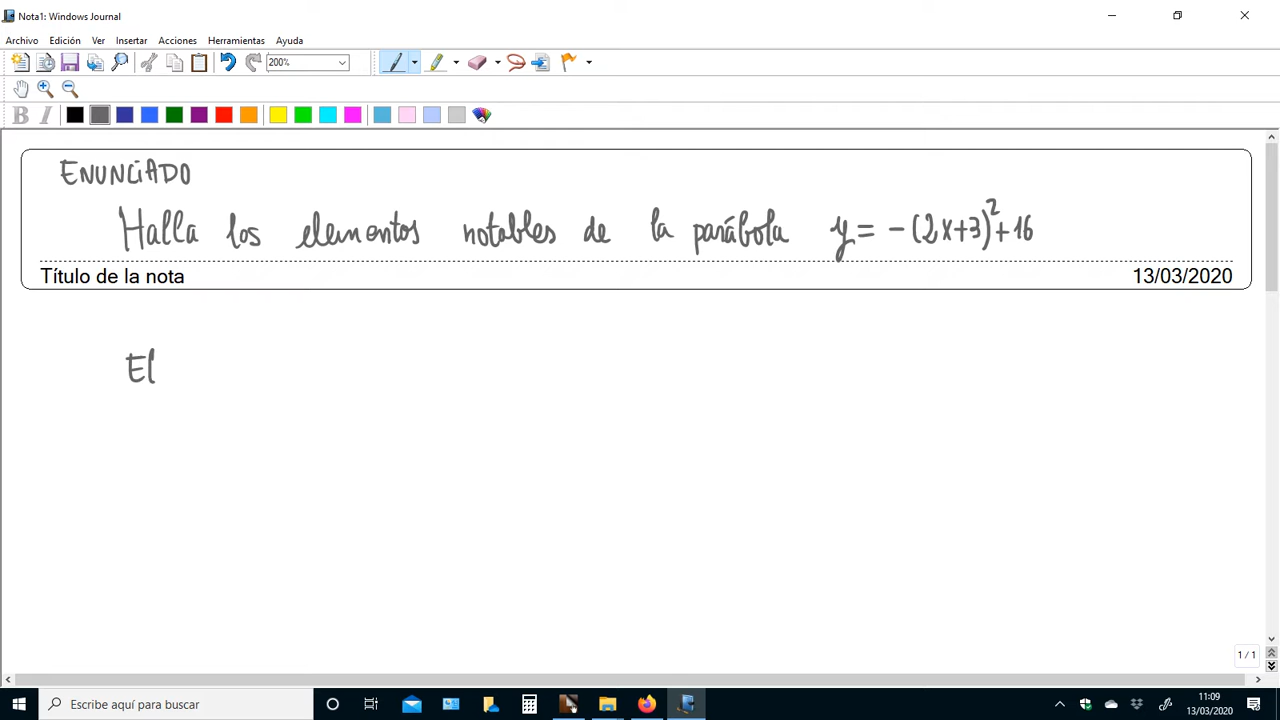 Nota1: Windows Journal
Archivo Edición Ver Insertar Acciones Herramientas Ayuda
200%
B I
ENUNCIADO
Halla los elementos notables de la parábola y = -(2x+3)²+16
Título de la nota 13/03/2020
El
1 / 1
Escribe aquí para buscar
11:09
13/03/2020